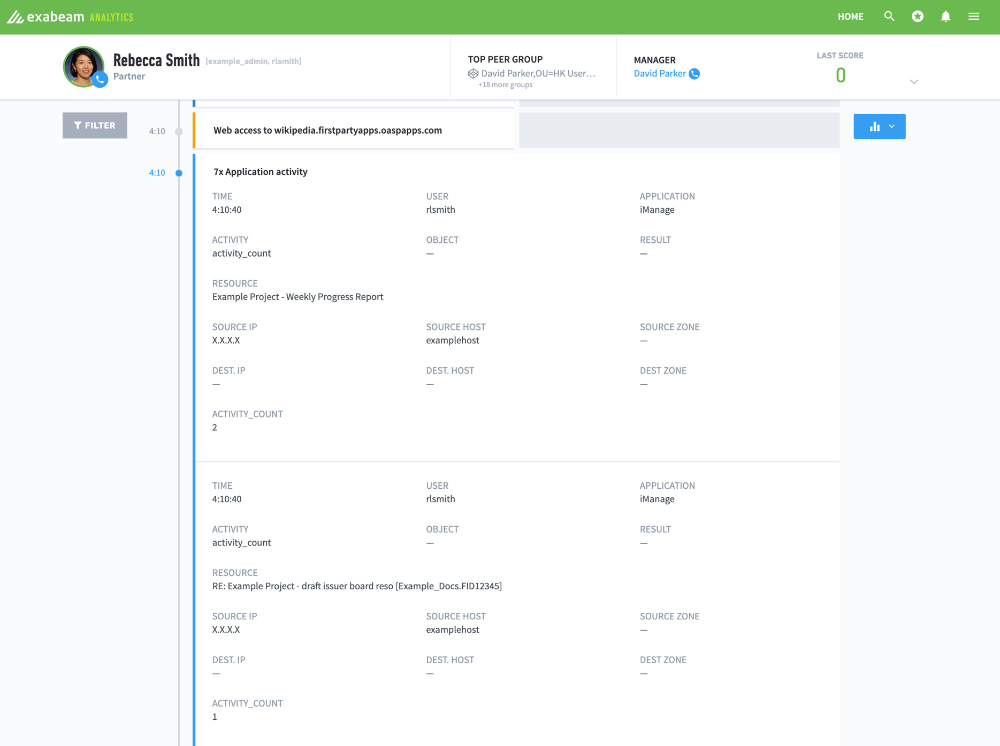 exabeam ANALYTICS
HOME
Rebecca Smith [example_admin, rlsmith]
Partner
TOP PEER GROUP
David Parker,OU=HK User...
+18 more groups
MANAGER
David Parker
LAST SCORE
0
FILTER
4:10
Web access to wikipedia.firstpartyapps.oaspapps.com
4:10
7x Application activity
TIME USER APPLICATION
4:10:40 rlsmith iManage
ACTIVITY OBJECT RESULT
activity_count — —
RESOURCE
Example Project - Weekly Progress Report
SOURCE IP SOURCE HOST SOURCE ZONE
X.X.X.X examplehost —
DEST. IP DEST. HOST DEST ZONE
— — —
ACTIVITY_COUNT
2
TIME USER APPLICATION
4:10:40 rlsmith iManage
ACTIVITY OBJECT RESULT
activity_count — —
RESOURCE
RE: Example Project - draft issuer board reso [Example_Docs.FID12345]
SOURCE IP SOURCE HOST SOURCE ZONE
X.X.X.X examplehost —
DEST. IP DEST. HOST DEST ZONE
— — —
ACTIVITY_COUNT
1